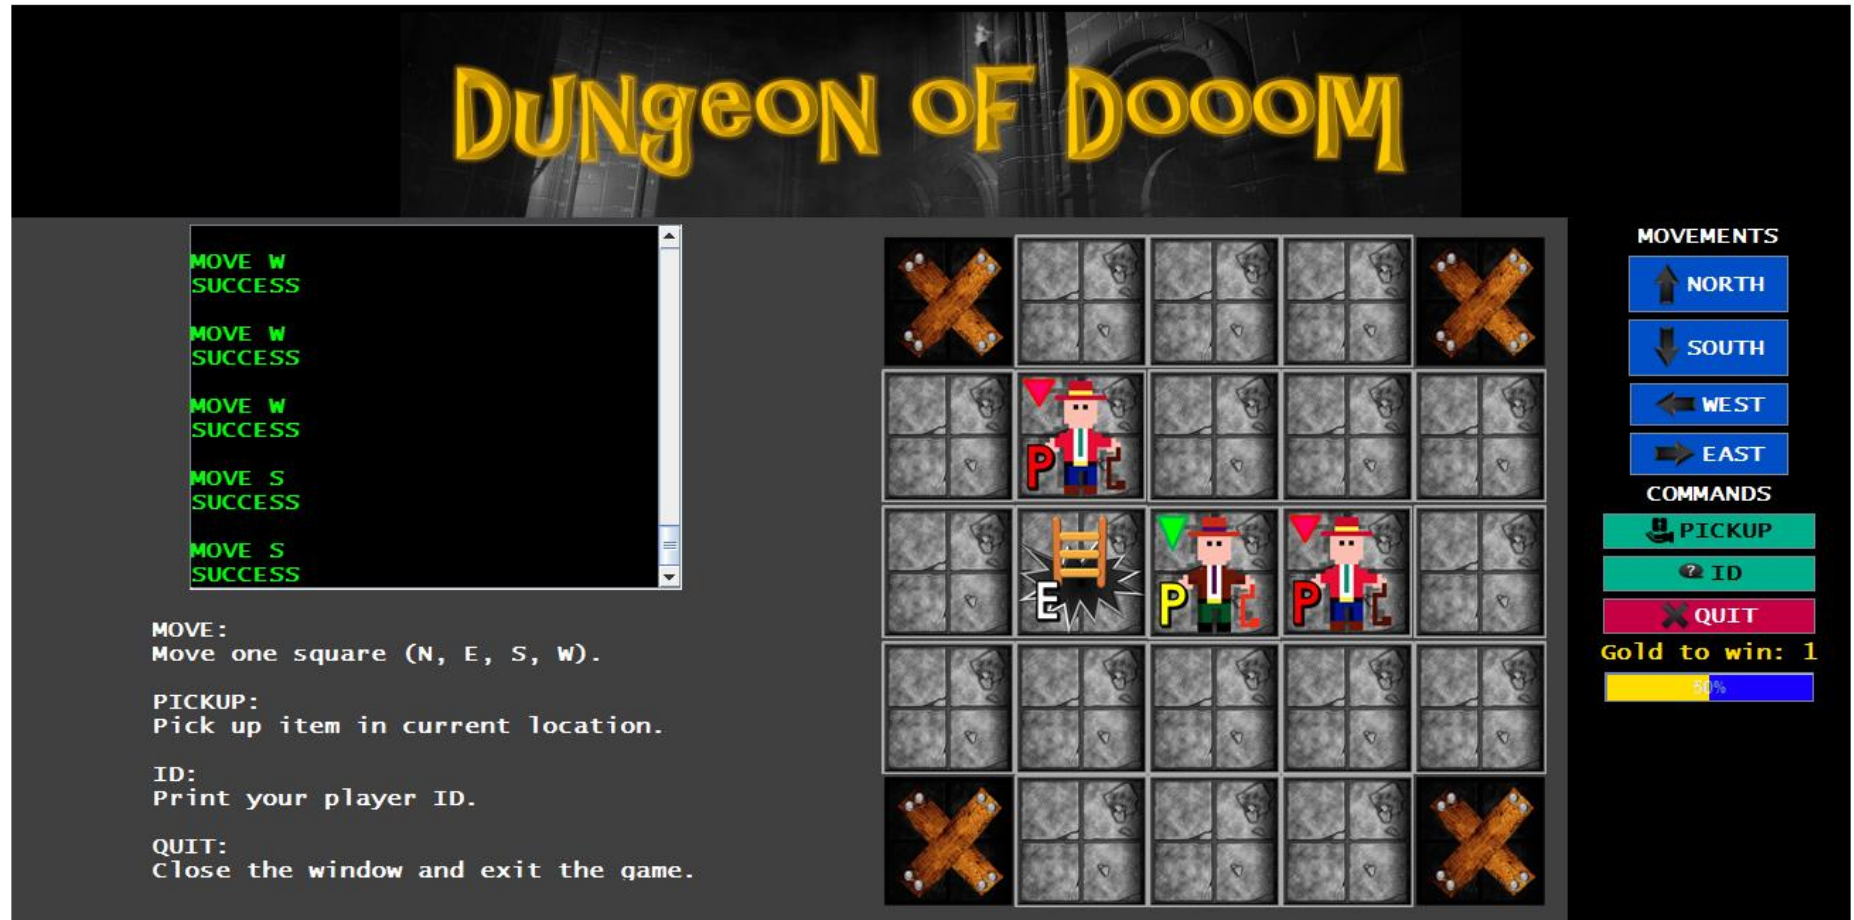 DUNgeON OF DOOOM
MOVE W
SUCCESS
MOVE W
SUCCESS
MOVE W
SUCCESS
MOVE S
SUCCESS
MOVE S
SUCCESS
MOVE:
Move one square (N, E, S, W).
PICKUP:
Pick up item in current location.
ID:
Print your player ID.
QUIT:
Close the window and exit the game.
P
E
P
P
MOVEMENTS
NORTH
SOUTH
WEST
EAST
COMMANDS
PICKUP
? ID
QUIT
Gold to win: 1
50%